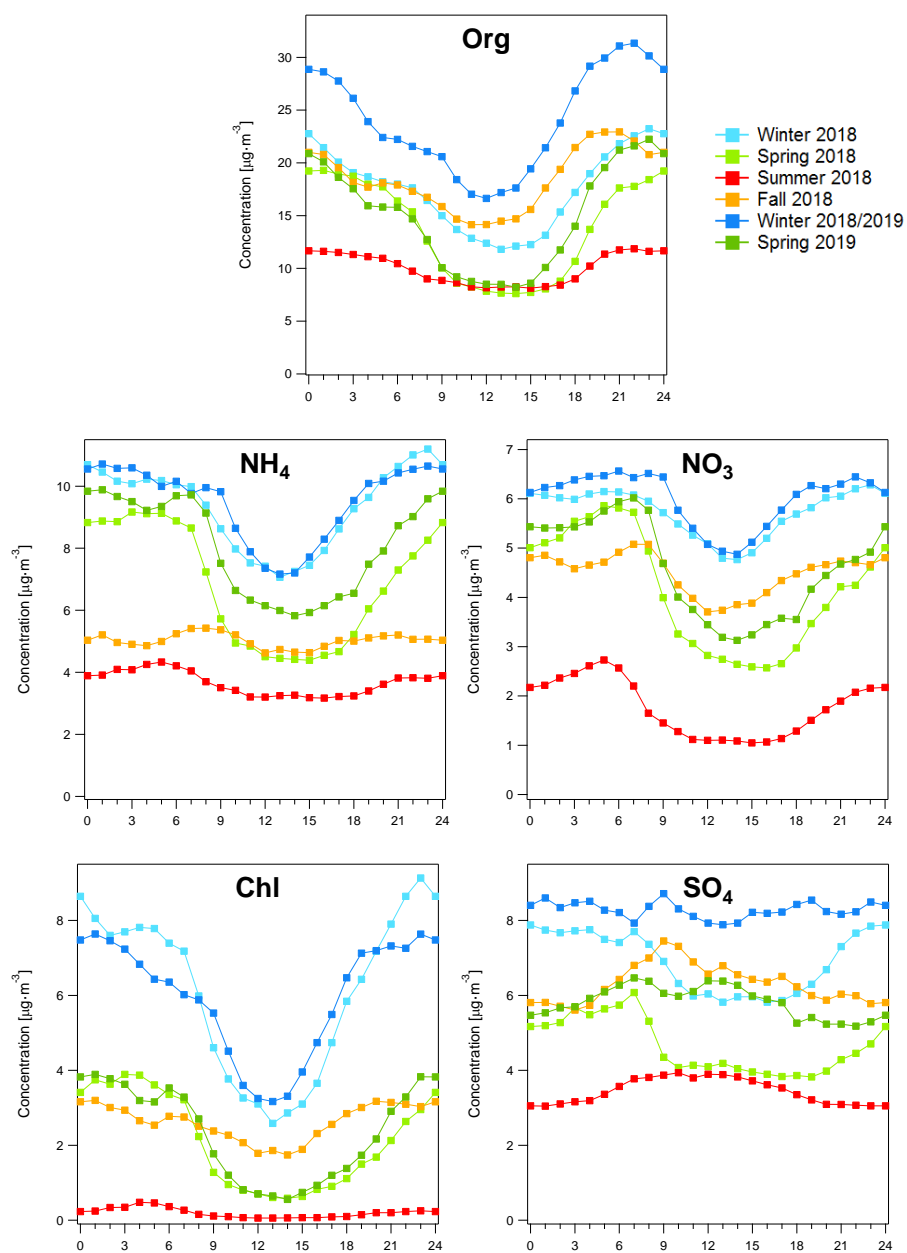 Org
Concentration [µg·m⁻³]
30
25
20
15
10
5
0
0 3 6 9 12 15 18 21 24
Winter 2018
Spring 2018
Summer 2018
Fall 2018
Winter 2018/2019
Spring 2019
NH₄
Concentration [µg·m⁻³]
10
8
6
4
2
0
0 3 6 9 12 15 18 21 24
NO₃
Concentration [µg·m⁻³]
7
6
5
4
3
2
1
0
0 3 6 9 12 15 18 21 24
Chl
Concentration [µg·m⁻³]
8
6
4
2
0
0 3 6 9 12 15 18 21 24
SO₄
Concentration [µg·m⁻³]
8
6
4
2
0
0 3 6 9 12 15 18 21 24